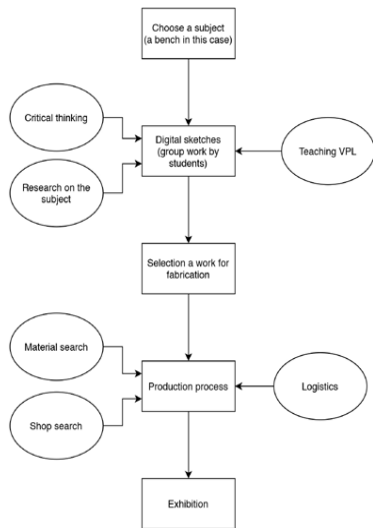 Choose a subject
(a bench in this case)
Critical thinking
Digital sketches
(group work by
students)
Teaching VPL
Research on the
subject
Selection a work for
fabrication
Material search
Production process
Logistics
Shop search
Exhibition